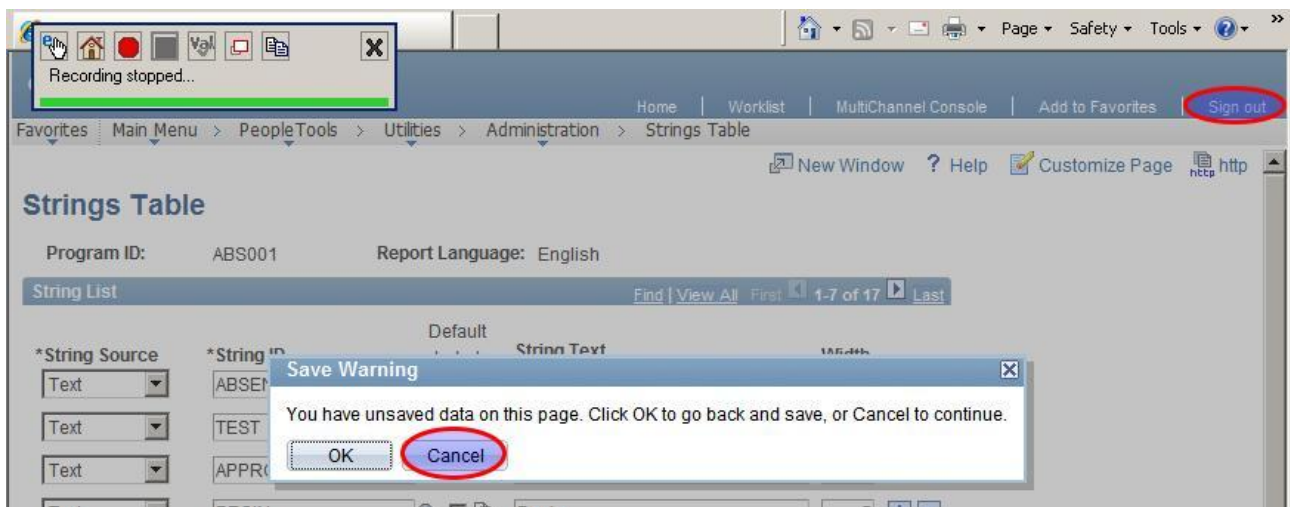 Page Safety Tools »
Val
Recording stopped...
Home | Worklist | MultiChannel Console | Add to Favorites | Sign out
Favorites Main Menu > PeopleTools > Utilities > Administration > Strings Table
New Window ? Help Customize Page http http
Strings Table
Program ID: ABS001 Report Language: English
String List Find | View All First 1-7 of 17 Last
Default
*String Source *String ID String Text Width
Save Warning
Text ABSEN
You have unsaved data on this page. Click OK to go back and save, or Cancel to continue.
Text TEST
OK Cancel
Text APPRO